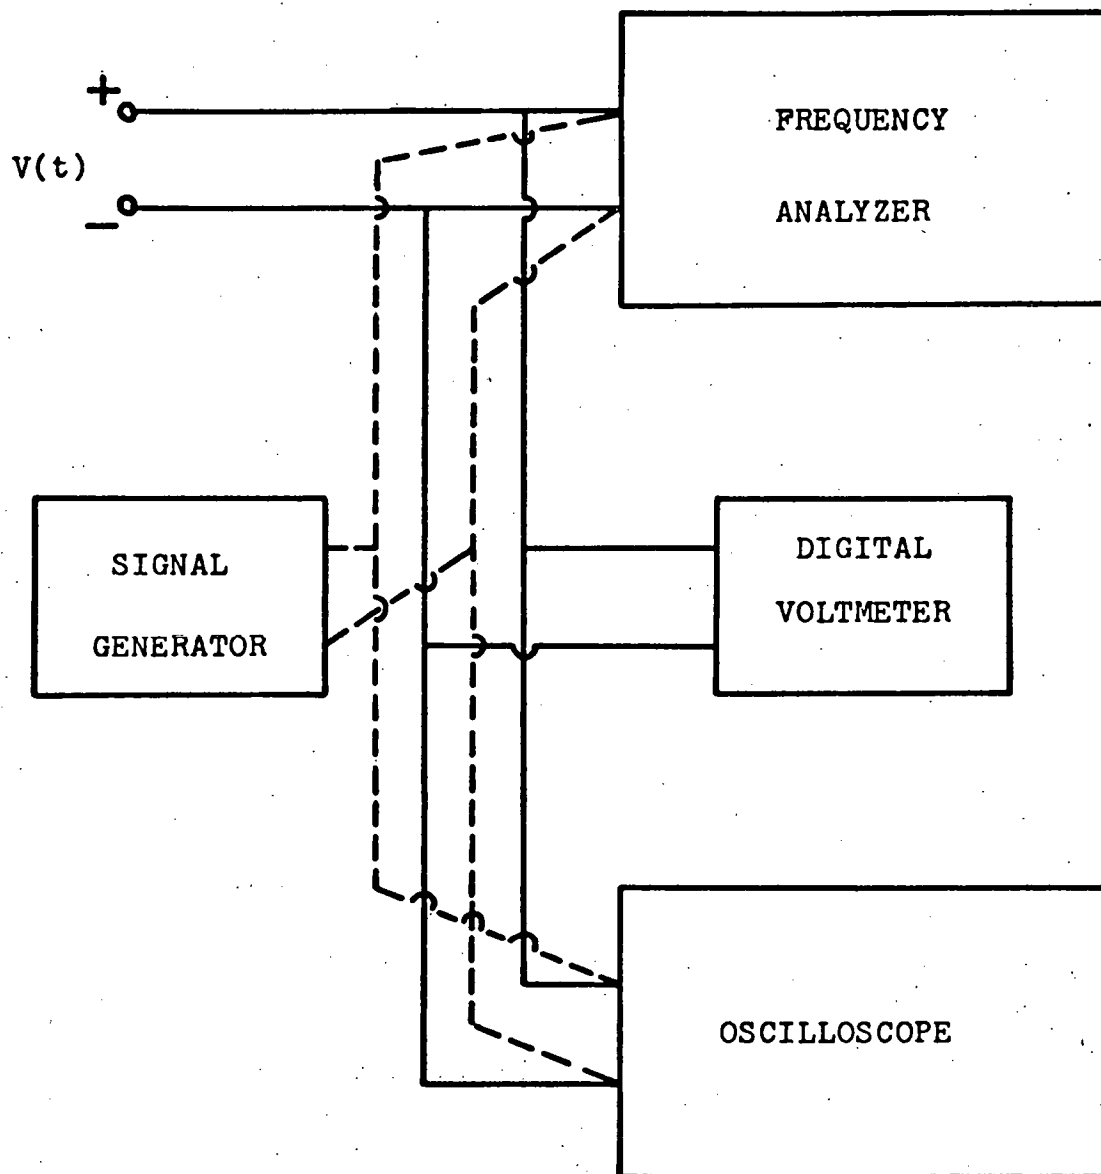 +
V(t)
−
FREQUENCY
ANALYZER
SIGNAL
GENERATOR
DIGITAL
VOLTMETER
OSCILLOSCOPE